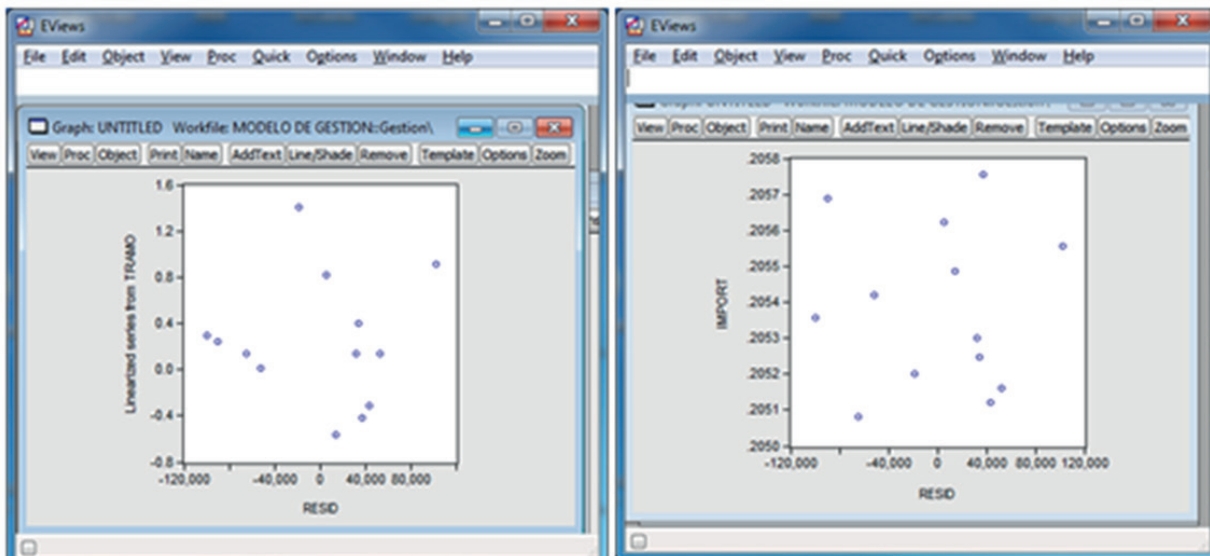 EViews
File Edit Object View Proc Quick Options Window Help
Graph: UNTITLED Workfile: MODELO DE GESTION::Gestion\
View Proc Object Print Name AddText Line/Shade Remove Template Options Zoom
1.6
1.2
0.8
0.4
0.0
-0.4
-0.8
Linearized series from TRAMO
-120,000 -40,000 0 40,000 80,000
RESID
EViews
File Edit Object View Proc Quick Options Window Help
View Proc Object Print Name AddText Line/Shade Remove Template Options Zoom
.2058
.2057
.2056
.2055
.2054
.2053
.2052
.2051
.2050
IMPORT
-120,000 -40,000 0 40,000 80,000 120,000
RESID